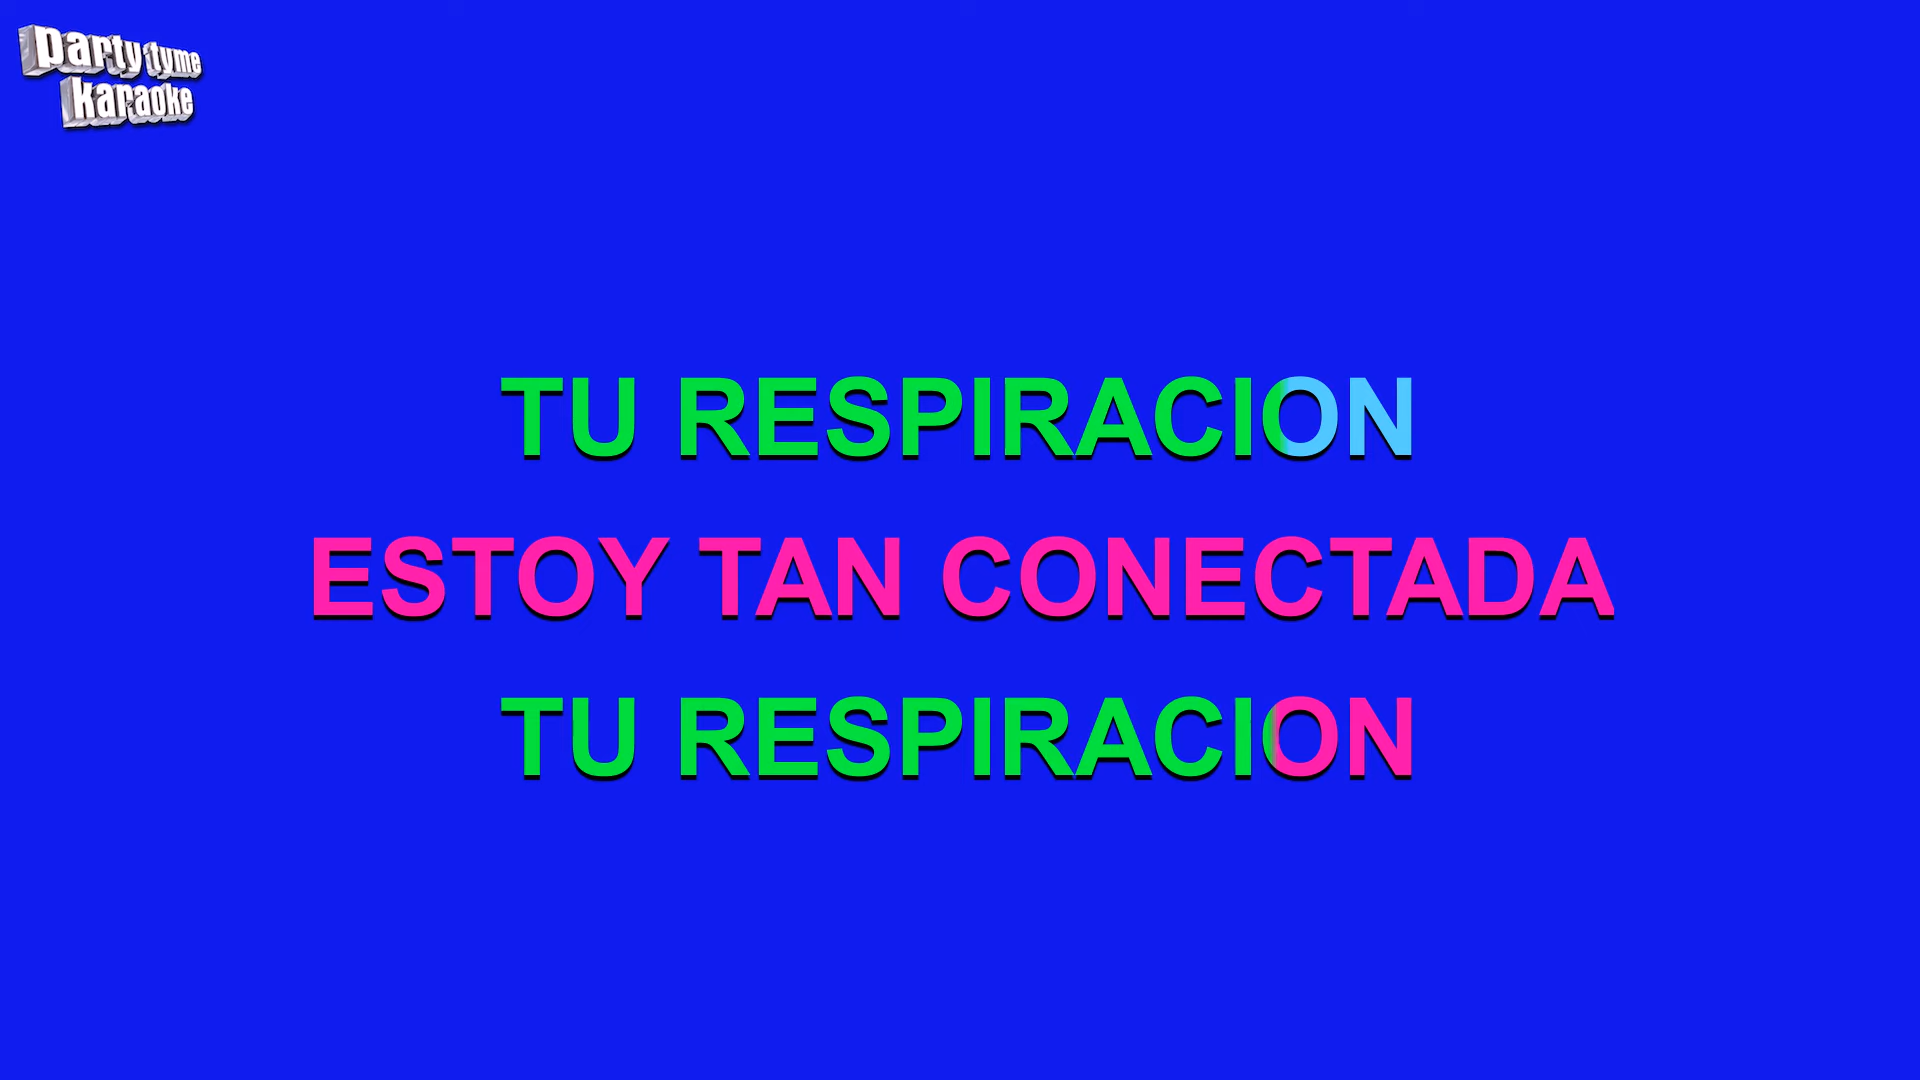 party tyme
karaoke
TU RESPIRACION
ESTOY TAN CONECTADA
TU RESPIRACION